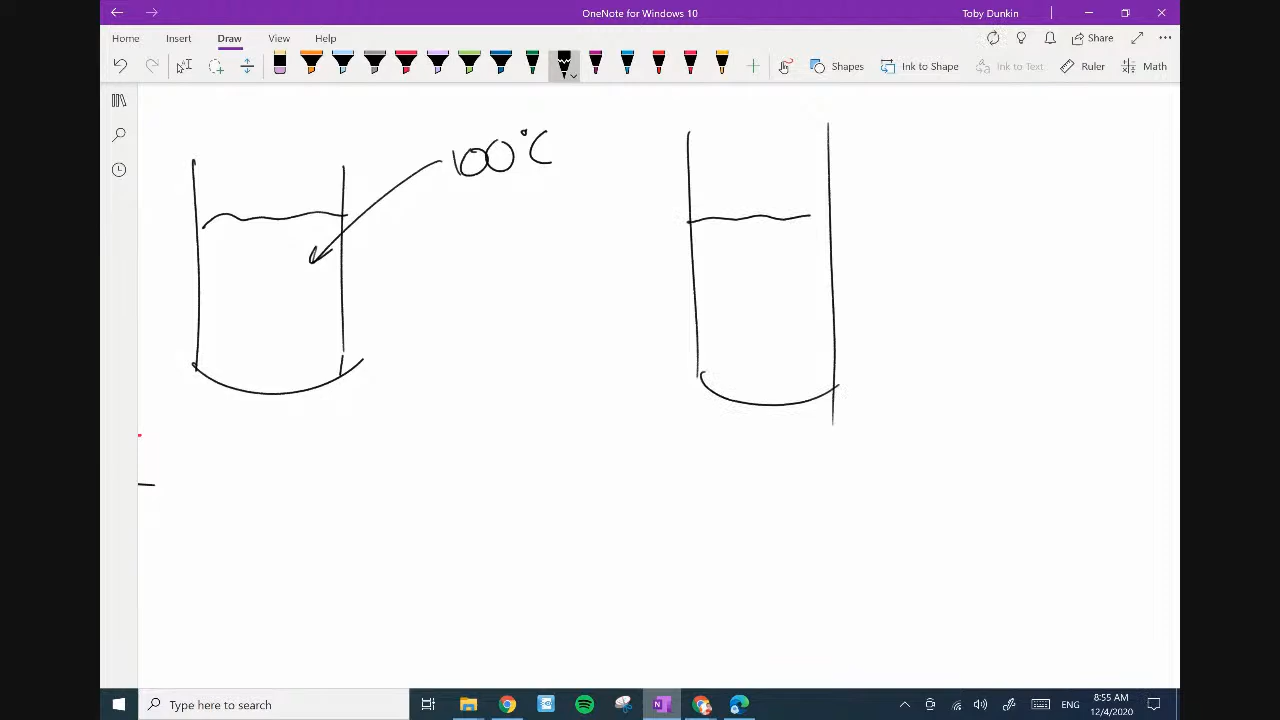 OneNote for Windows 10
Toby Dunkin
Home Insert Draw View Help
Share
Shapes Ink to Shape Ink to Text Ruler Math
100°C
Type here to search
ENG
8:55 AM
12/4/2020